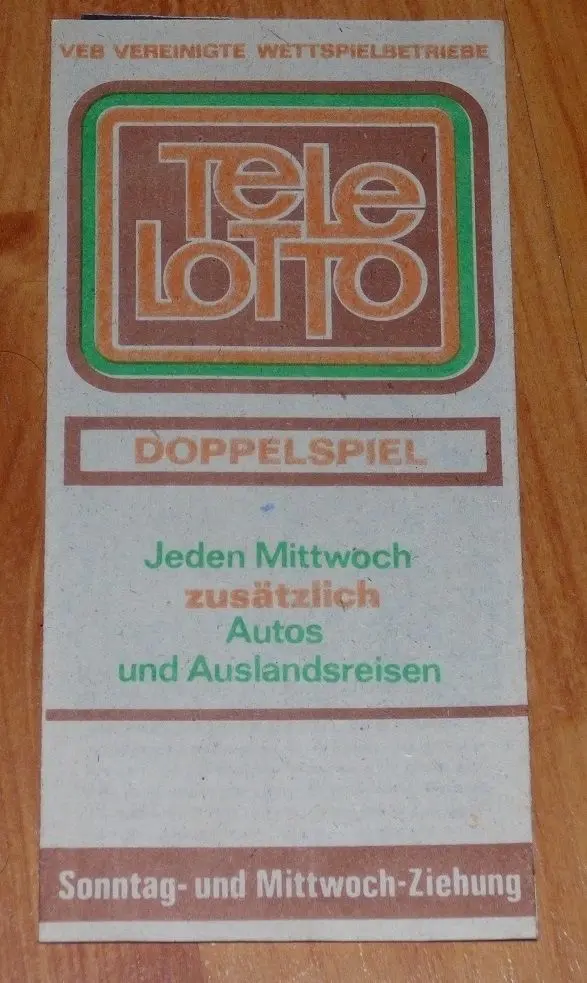 VEB VEREINIGTE WETTSPIELBETRIEBE
TeLe
LOTTO
DOPPELSPIEL
Jeden Mittwoch
zusätzlich
Autos
und Auslandsreisen
Sonntag- und Mittwoch-Ziehung